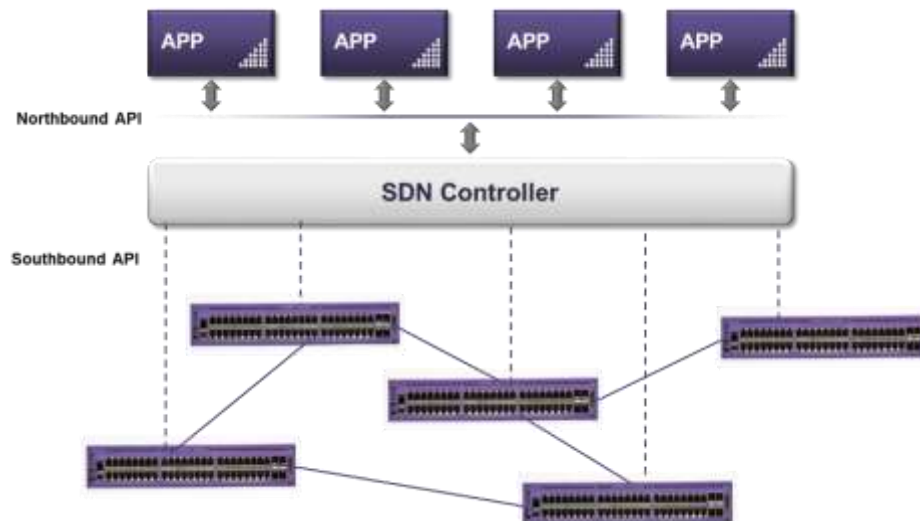 APP
APP
APP
APP
Northbound API
SDN Controller
Southbound API